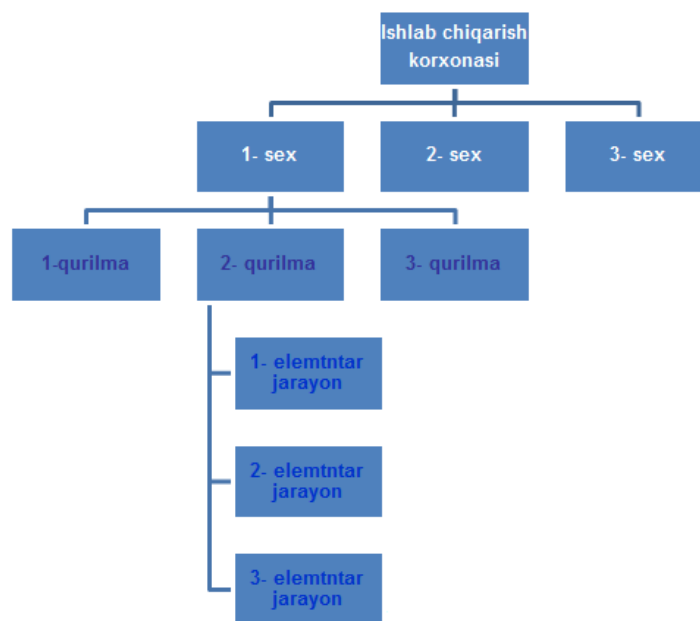 Ishlab chiqarish
korxonasi
1- sex
2- sex
3- sex
1-qurilma
2- qurilma
3- qurilma
1- elemtntar
jarayon
2- elemtntar
jarayon
3- elemtntar
jarayon